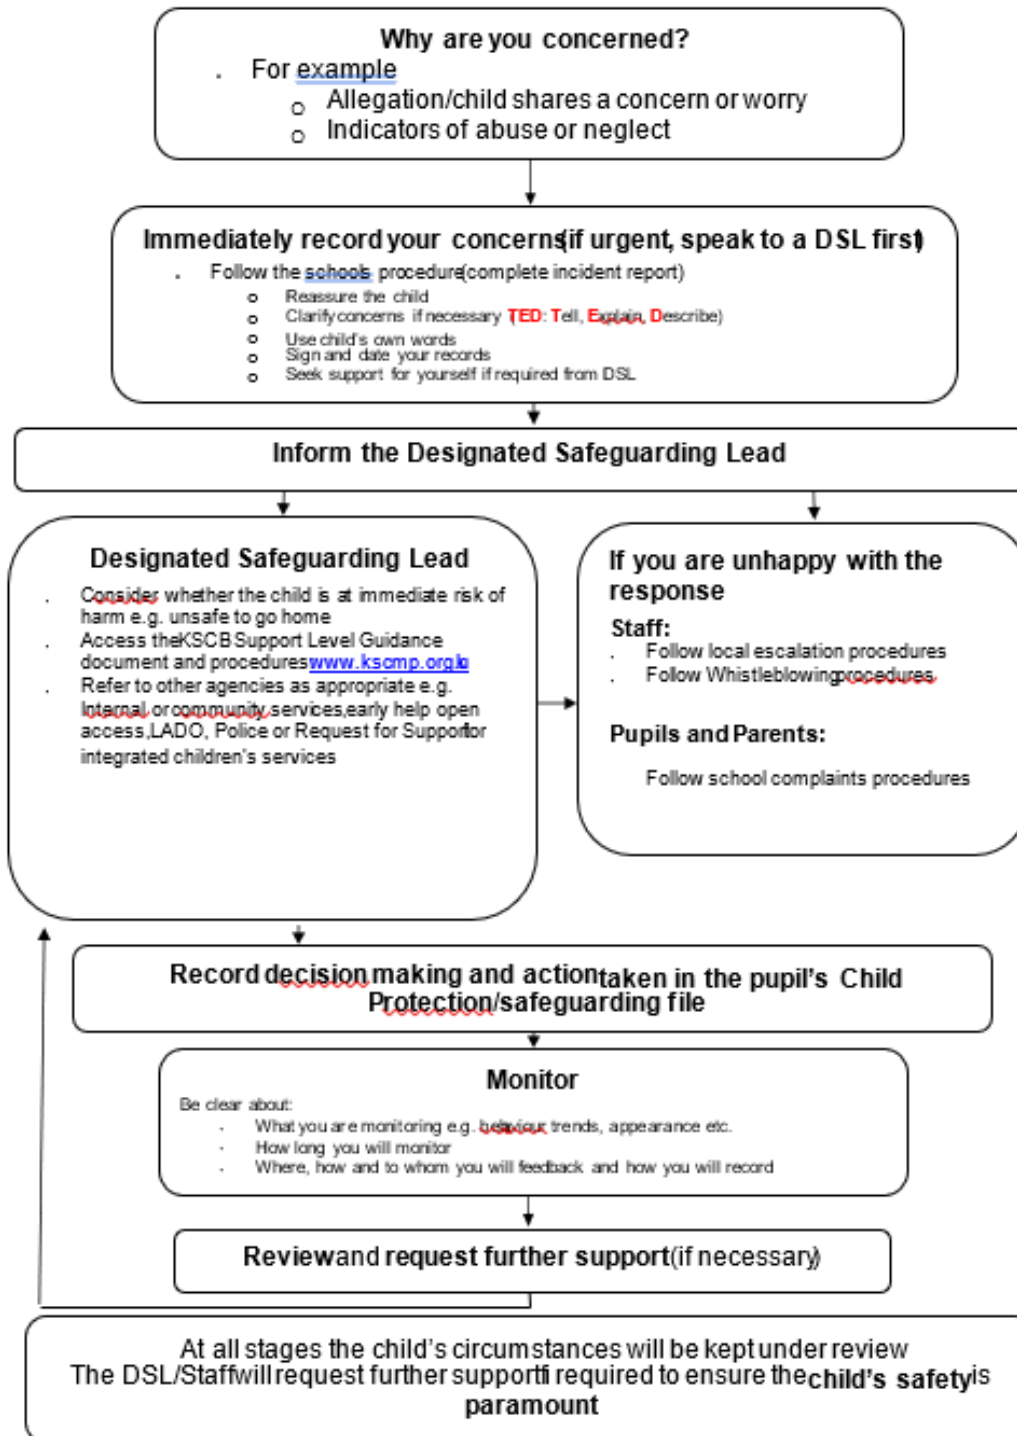 Why are you concerned?
. For example
o Allegation/child shares a concern or worry
o Indicators of abuse or neglect
Immediately record your concerns(if urgent, speak to a DSL first)
. Follow the schools procedure(complete incident report)
o Reassure the child
o Clarify concerns if necessary (TED: Tell, Explain, Describe)
o Use child's own words
o Sign and date your records
o Seek support for yourself if required from DSL
Inform the Designated Safeguarding Lead
Designated Safeguarding Lead
. Consider whether the child is at immediate risk of
harm e.g. unsafe to go home
. Access the KSCB Support Level Guidance
document and procedures www.kscmp.org
. Refer to other agencies as appropriate e.g.
Internal or community services, early help open
access, LADO, Police or Request for Support for
integrated children's services
If you are unhappy with the
response
Staff:
. Follow local escalation procedures
. Follow Whistleblowing procedures
Pupils and Parents:
Follow school complaints procedures
Record decision making and action taken in the pupil's Child
Protection/safeguarding file
Monitor
Be clear about:
· What you are monitoring e.g. behaviour trends, appearance etc.
· How long you will monitor
· Where, how and to whom you will feedback and how you will record
Review and request further support (if necessary)
At all stages the child's circumstances will be kept under review
The DSL/Staff will request further support if required to ensure the child's safety is
paramount